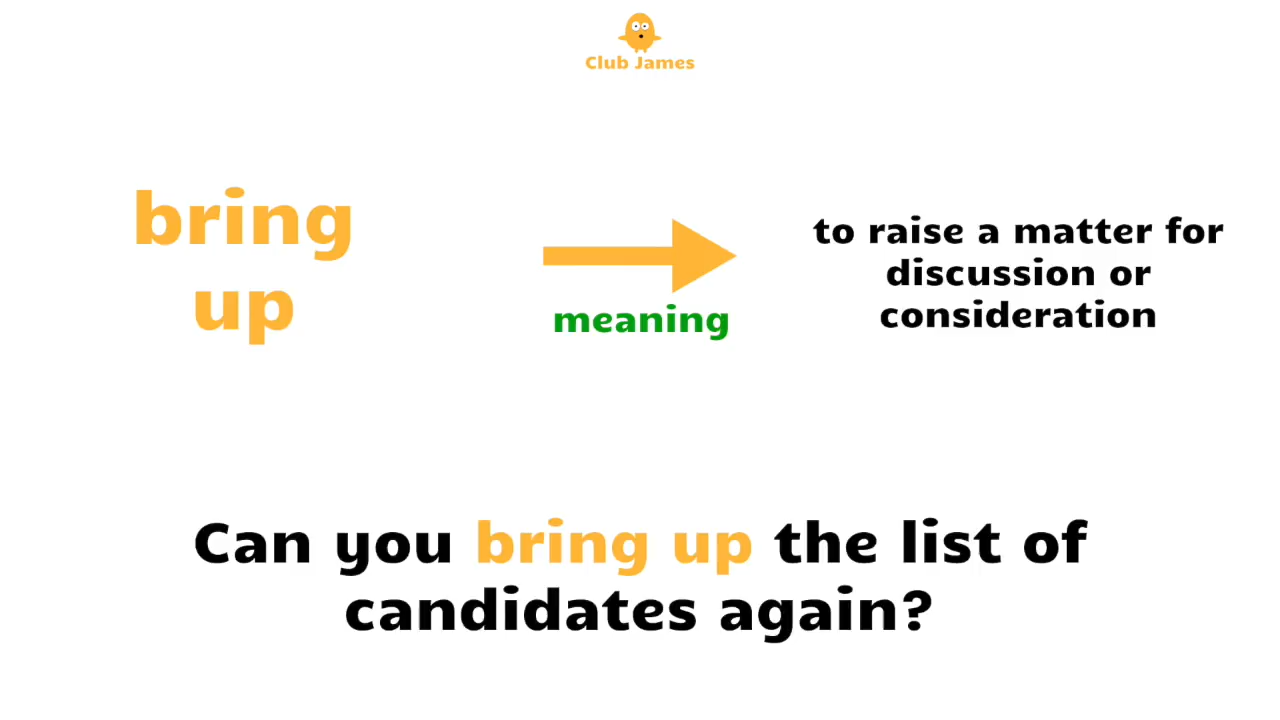 Club James
bring
up
meaning
to raise a matter for
discussion or
consideration
Can you bring up the list of
candidates again?